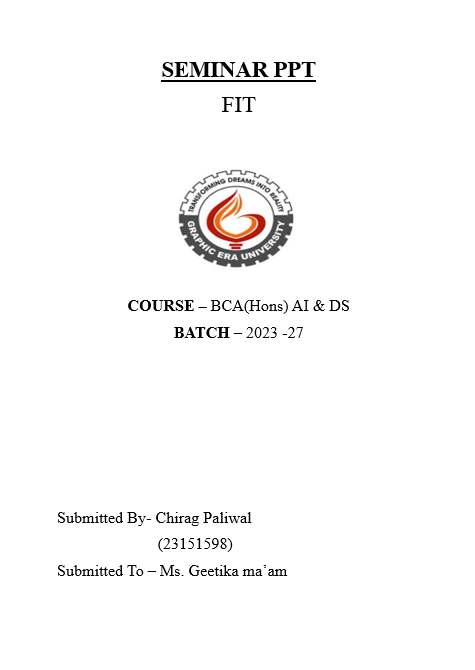 SEMINAR PPT
FIT
TRANSFORMING DREAMS INTO REALITY
GRAPHIC ERA UNIVERSITY
COURSE – BCA(Hons) AI & DS
BATCH – 2023 -27
Submitted By- Chirag Paliwal
(23151598)
Submitted To – Ms. Geetika ma’am